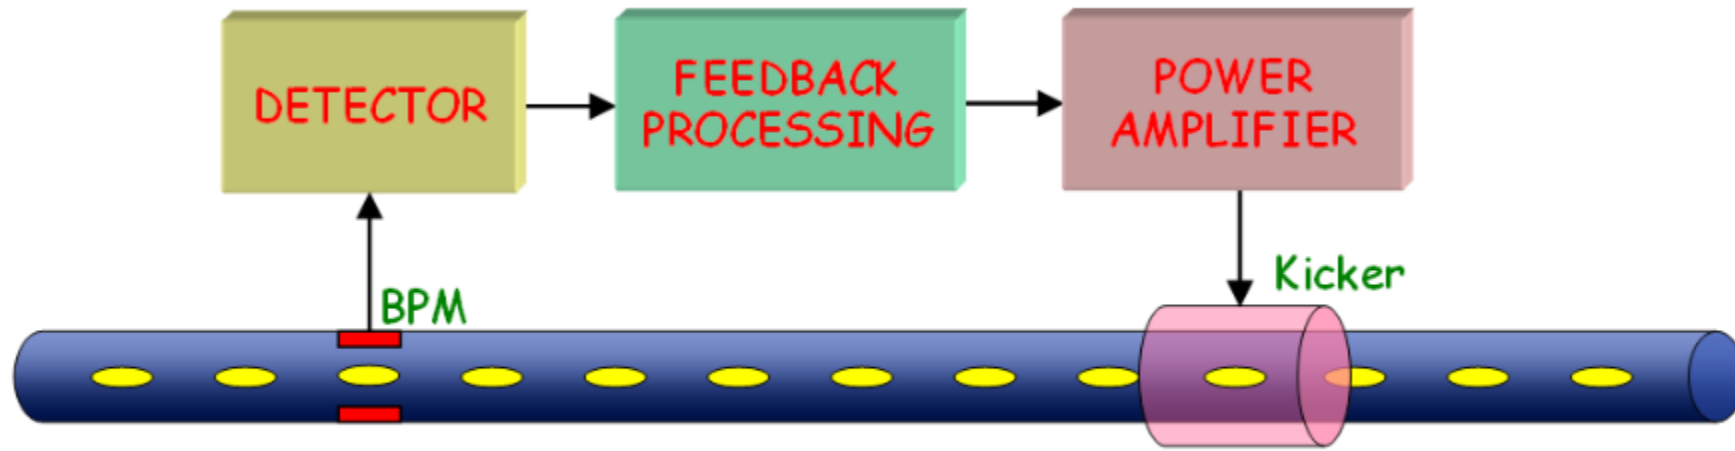 DETECTOR
FEEDBACK
PROCESSING
POWER
AMPLIFIER
BPM
Kicker